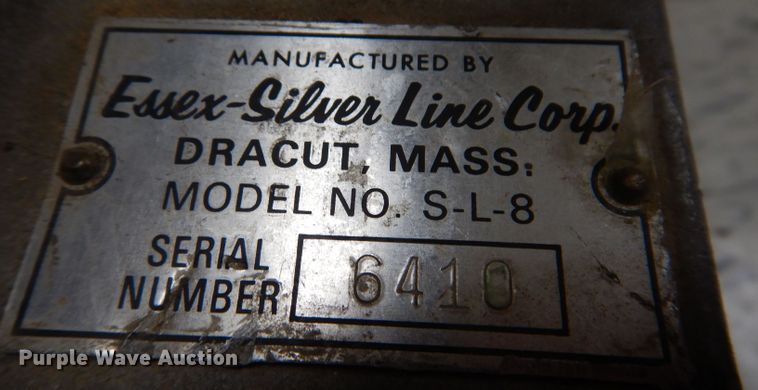 MANUFACTURED BY
Essex-Silver Line Corp.
DRACUT, MASS.
MODEL NO. S-L-8
SERIAL NUMBER 6410
Purple Wave Auction